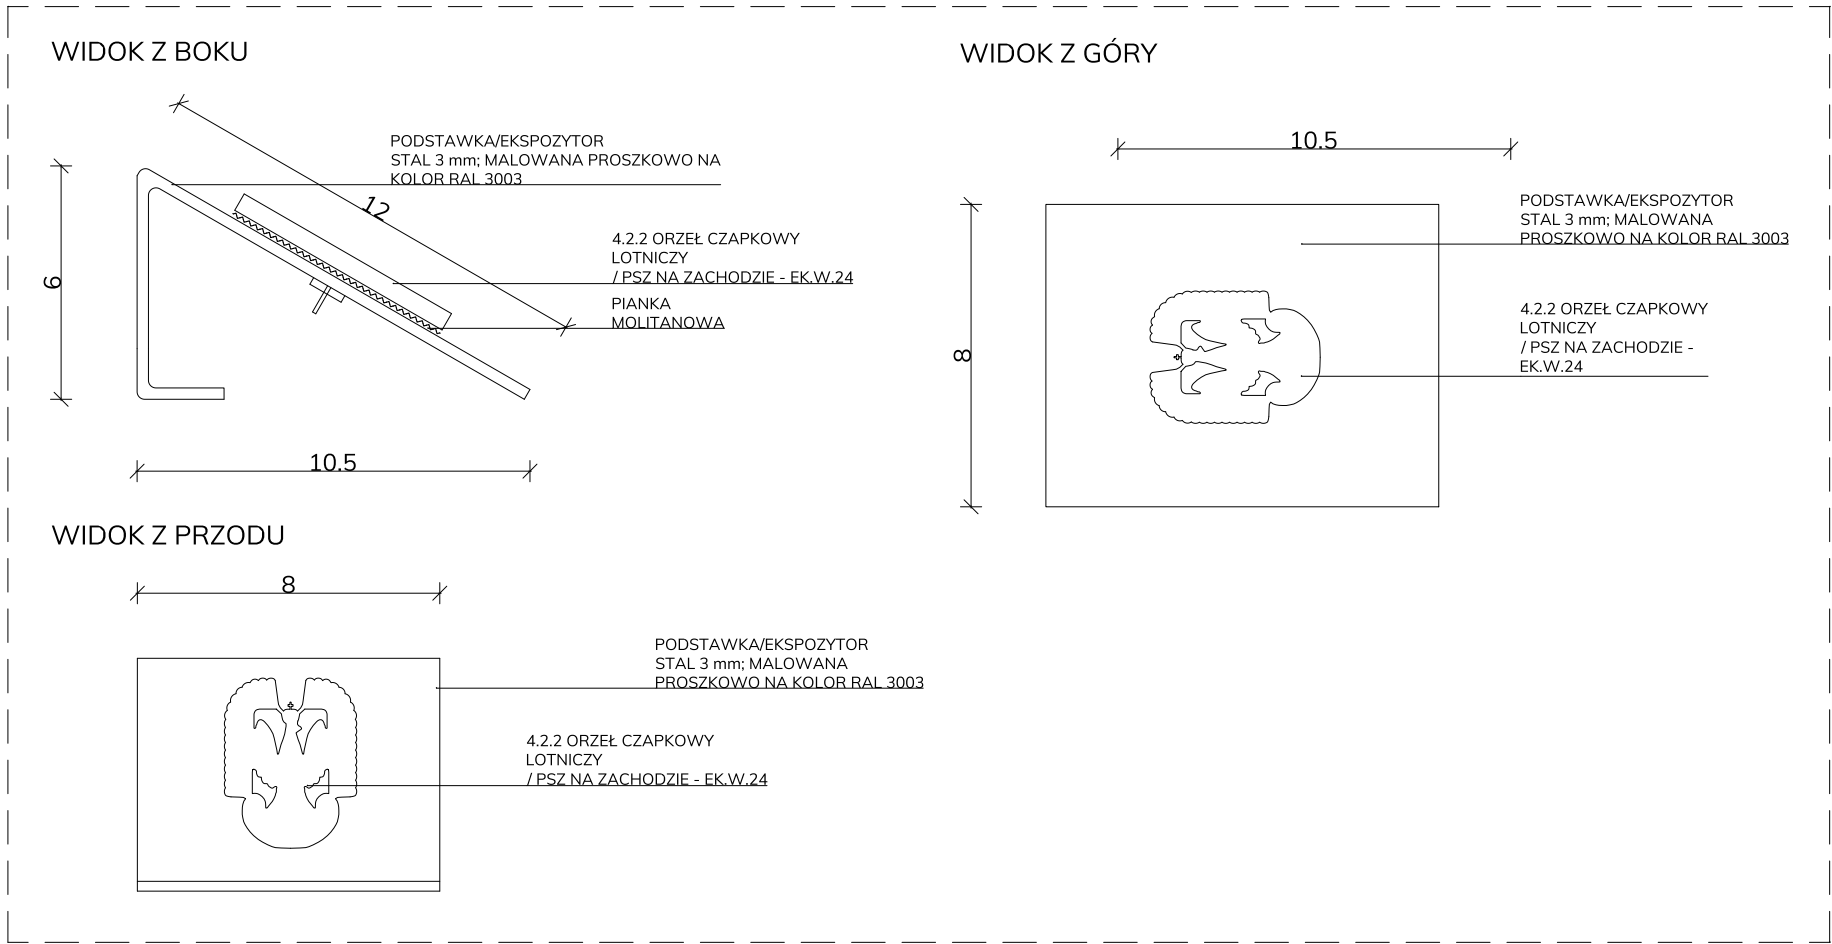 WIDOK Z BOKU
PODSTAWKA/EKSPOZYTOR
STAL 3 mm; MALOWANA PROSZKOWO NA
KOLOR RAL 3003
12
4.2.2 ORZEŁ CZAPKOWY
LOTNICZY
/ PSZ NA ZACHODZIE - EK.W.24
PIANKA
MOLITANOWA
6
10.5
WIDOK Z GÓRY
10.5
PODSTAWKA/EKSPOZYTOR
STAL 3 mm; MALOWANA
PROSZKOWO NA KOLOR RAL 3003
4.2.2 ORZEŁ CZAPKOWY
LOTNICZY
/ PSZ NA ZACHODZIE -
EK.W.24
8
WIDOK Z PRZODU
8
PODSTAWKA/EKSPOZYTOR
STAL 3 mm; MALOWANA
PROSZKOWO NA KOLOR RAL 3003
4.2.2 ORZEŁ CZAPKOWY
LOTNICZY
/ PSZ NA ZACHODZIE - EK.W.24